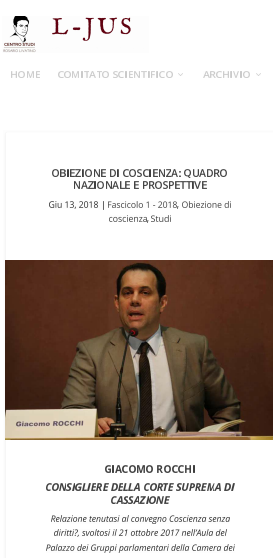 L-JUS
CENTRO STUDI
HOME COMITATO SCIENTIFICO ARCHIVIO
OBIEZIONE DI COSCIENZA: QUADRO
NAZIONALE E PROSPETTIVE
Giu 13, 2018 | Fascicolo 1 - 2018, Obiezione di
coscienza, Studi
Giacomo ROCCHI
GIACOMO ROCCHI
CONSIGLIERE DELLA CORTE SUPREMA DI
CASSAZIONE
Relazione tenutasi al convegno Coscienza senza
diritti?, svoltosi il 21 ottobre 2017 nell'Aula del
Palazzo dei Gruppi parlamentari della Camera dei